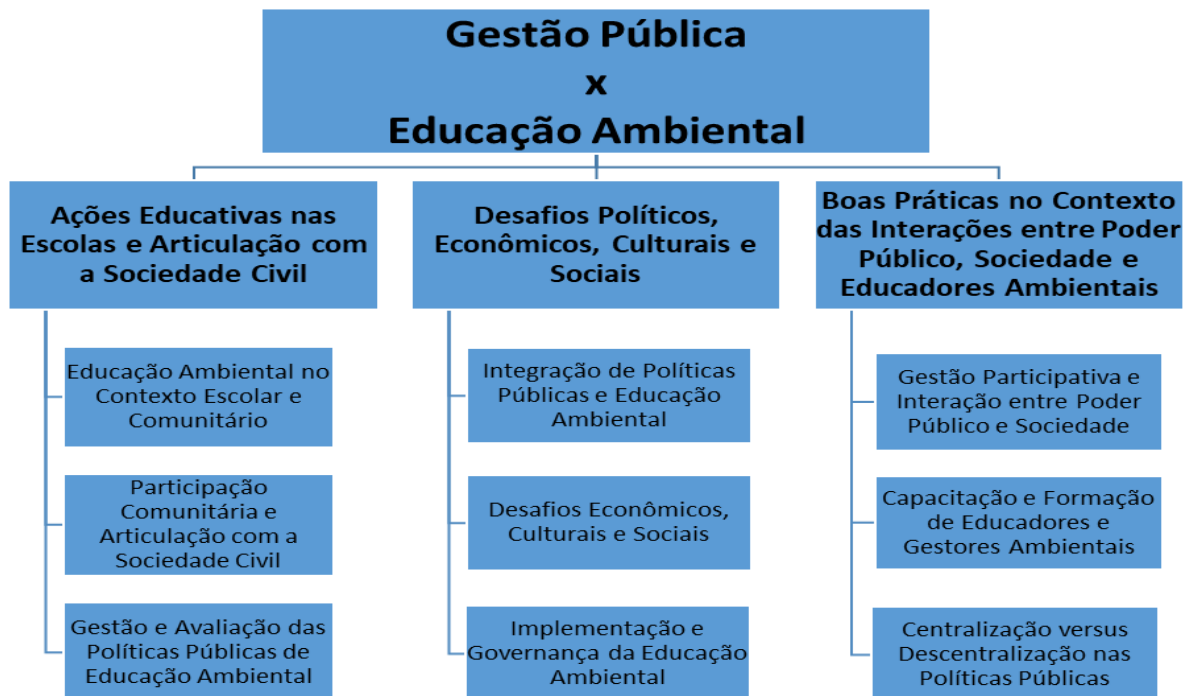 Gestão Pública
x
Educação Ambiental
Ações Educativas nas
Escolas e Articulação com
a Sociedade Civil
Educação Ambiental no
Contexto Escolar e
Comunitário
Participação
Comunitária e
Articulação com a
Sociedade Civil
Gestão e Avaliação das
Políticas Públicas de
Educação Ambiental
Desafios Políticos,
Econômicos, Culturais e
Sociais
Integração de Políticas
Públicas e Educação
Ambiental
Desafios Econômicos,
Culturais e Sociais
Implementação e
Governança da Educação
Ambiental
Boas Práticas no Contexto
das Interações entre Poder
Público, Sociedade e
Educadores Ambientais
Gestão Participativa e
Interação entre Poder
Público e Sociedade
Capacitação e Formação
de Educadores e
Gestores Ambientais
Centralização versus
Descentralização nas
Políticas Públicas